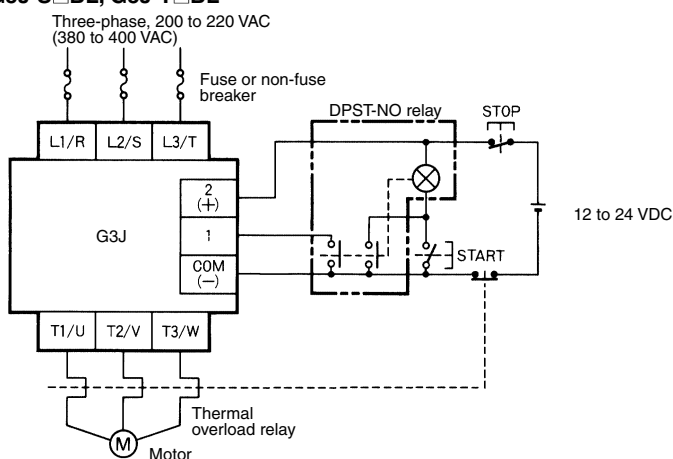 Three-phase, 200 to 220 VAC
(380 to 400 VAC)
Fuse or non-fuse
breaker
DPST-NO relay
STOP
L1/R
L2/S
L3/T
2
(+)
12 to 24 VDC
G3J
1
START
COM
(—)
T1/U
T2/V
T3/W
Thermal
overload relay
M
Motor